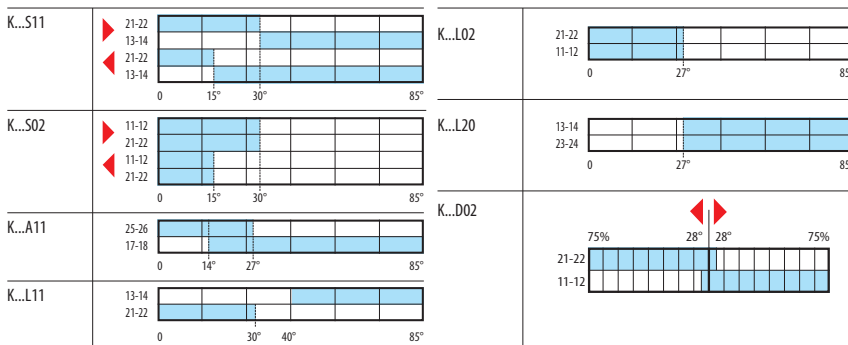 K...S11
21-22
13-14
21-22
13-14
0 15° 30° 85°
K...S02
11-12
21-22
11-12
21-22
0 15° 30° 85°
K...A11
25-26
17-18
0 14° 27° 85°
K...L11
13-14
21-22
0 30° 40° 85°
K...L02
21-22
11-12
0 27° 85
K...L20
13-14
23-24
0 27° 85
K...D02
75% 28° 28° 75%
21-22
11-12